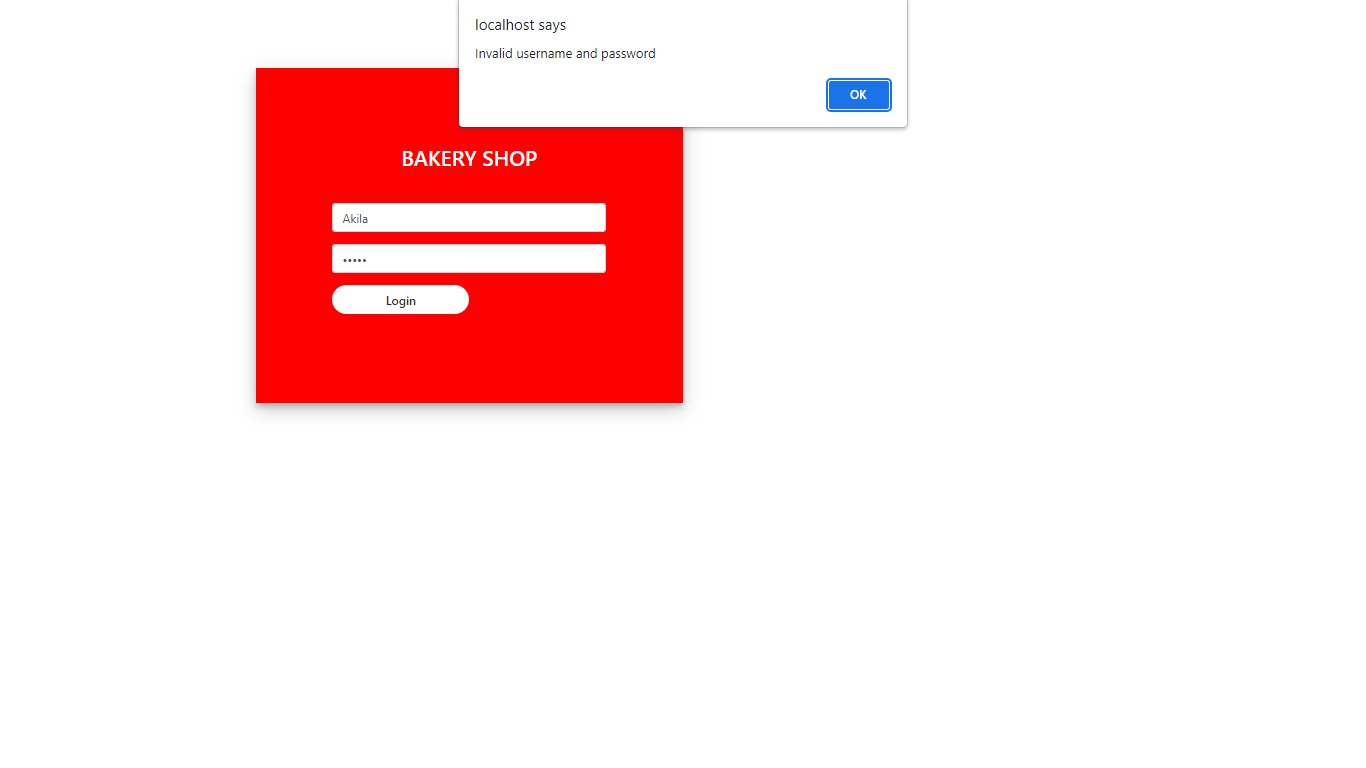 localhost says
Invalid username and password
OK
BAKERY SHOP
Akila
•••••
Login